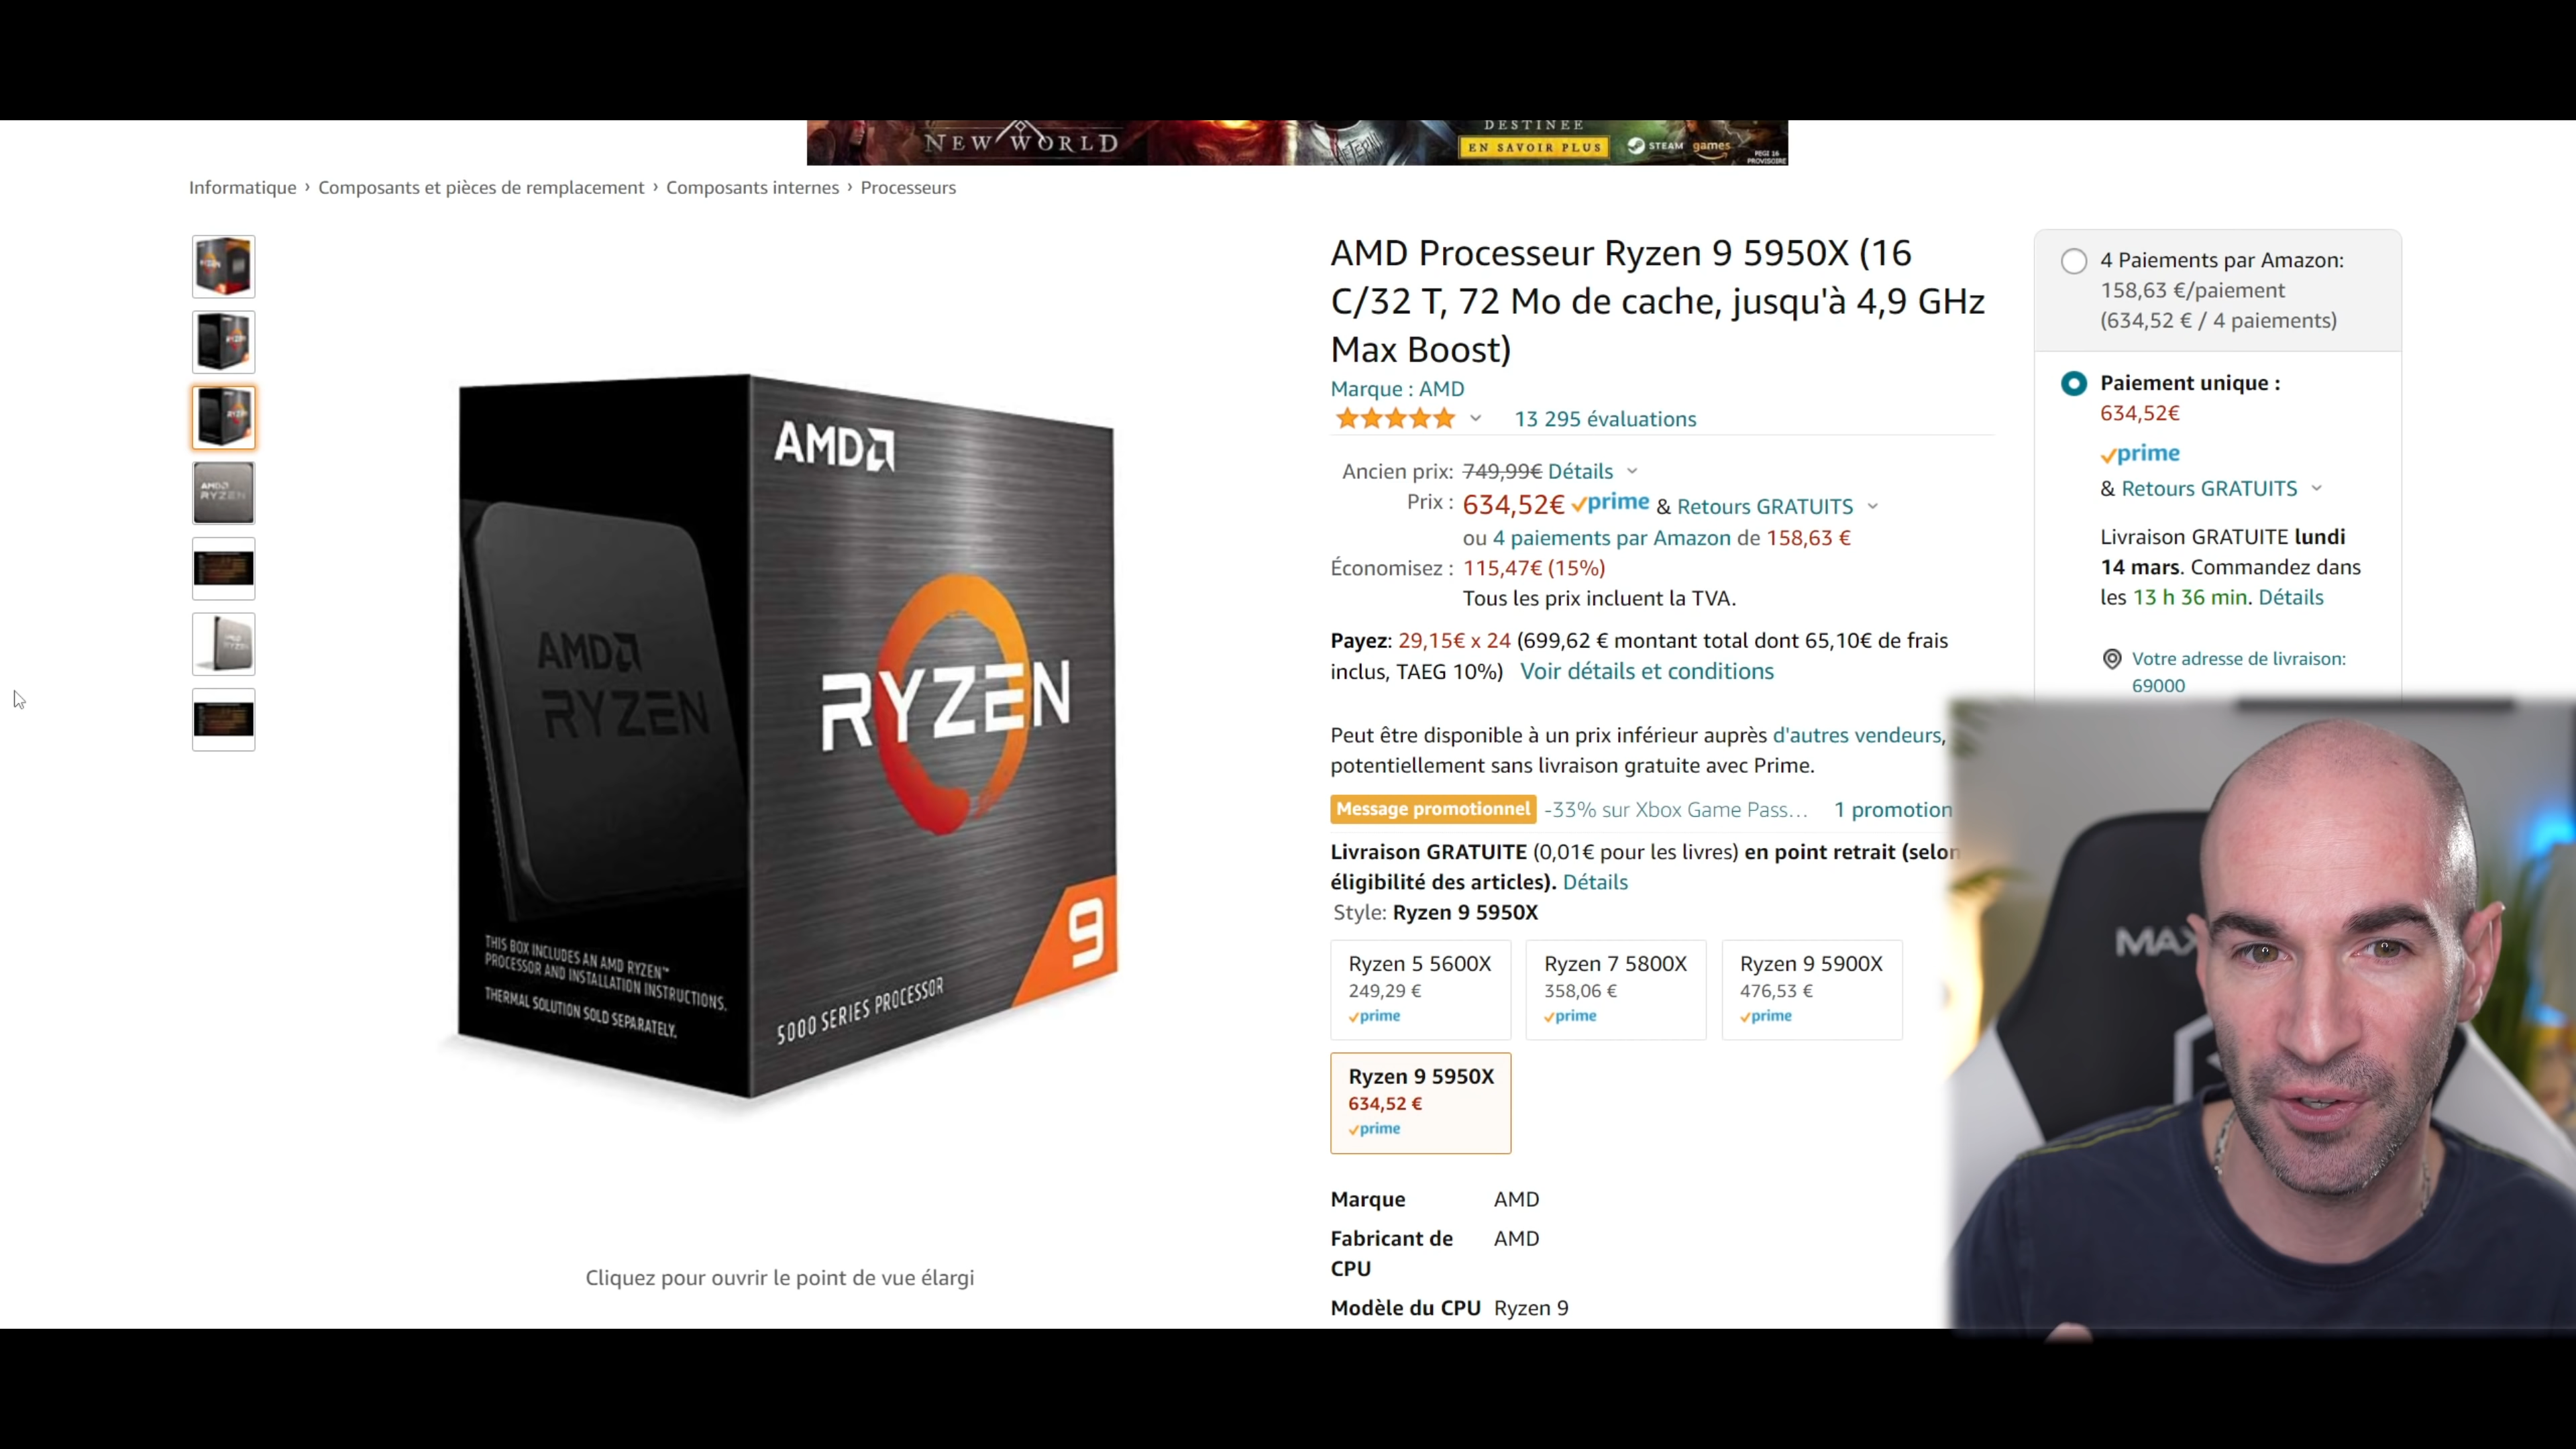 NEW WORLD
DESTINEE
EN SAVOIR PLUS
STEAM games
PEGI 16
PROVISOIRE
Informatique › Composants et pièces de remplacement › Composants internes › Processeurs
AMD
RYZEN
AMD
RYZEN
THIS BOX INCLUDES AN AMD RYZEN™
PROCESSOR AND INSTALLATION INSTRUCTIONS.
THERMAL SOLUTION SOLD SEPARATELY.
AMD
RYZEN
9
5000 SERIES PROCESSOR
Cliquez pour ouvrir le point de vue élargi
AMD Processeur Ryzen 9 5950X (16
C/32 T, 72 Mo de cache, jusqu'à 4,9 GHz
Max Boost)
Marque : AMD
13 295 évaluations
Ancien prix: 749,99€ Détails
Prix : 634,52€ prime & Retours GRATUITS
ou 4 paiements par Amazon de 158,63 €
Économisez : 115,47€ (15%)
Tous les prix incluent la TVA.
Payez: 29,15€ x 24 (699,62 € montant total dont 65,10€ de frais
inclus, TAEG 10%) Voir détails et conditions
Peut être disponible à un prix inférieur auprès d'autres vendeurs,
potentiellement sans livraison gratuite avec Prime.
Message promotionnel -33% sur Xbox Game Pass... 1 promotion
Livraison GRATUITE (0,01€ pour les livres) en point retrait (selon
éligibilité des articles). Détails
Style: Ryzen 9 5950X
Ryzen 5 5600X
249,29 €
prime
Ryzen 7 5800X
358,06 €
prime
Ryzen 9 5900X
476,53 €
prime
Ryzen 9 5950X
634,52 €
prime
Marque AMD
Fabricant de AMD
CPU
Modèle du CPU Ryzen 9
4 Paiements par Amazon:
158,63 €/paiement
(634,52 € / 4 paiements)
Paiement unique :
634,52€
prime
& Retours GRATUITS
Livraison GRATUITE lundi
14 mars. Commandez dans
les 13 h 36 min. Détails
Votre adresse de livraison:
69000
MAX